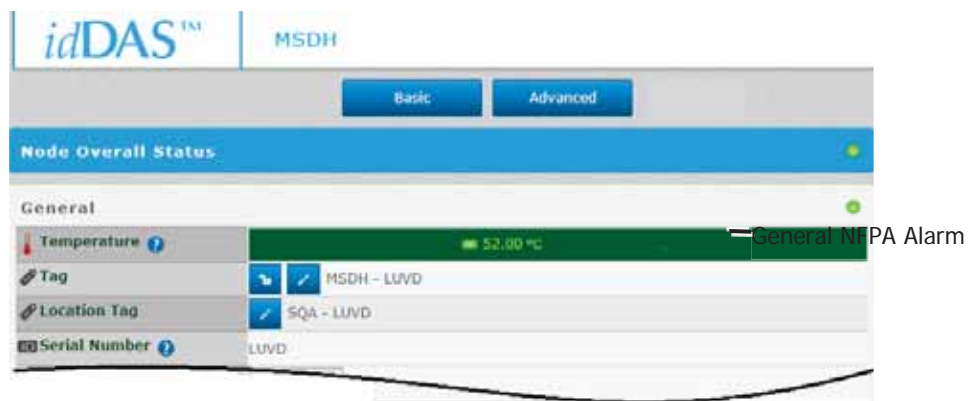 idDAS™
MSDH
Basic
Advanced
Node Overall Status
General
Temperature
52.00 °C
General NFPA Alarm
Tag
MSDH - LUVD
Location Tag
SQA - LUVD
Serial Number
LUVD